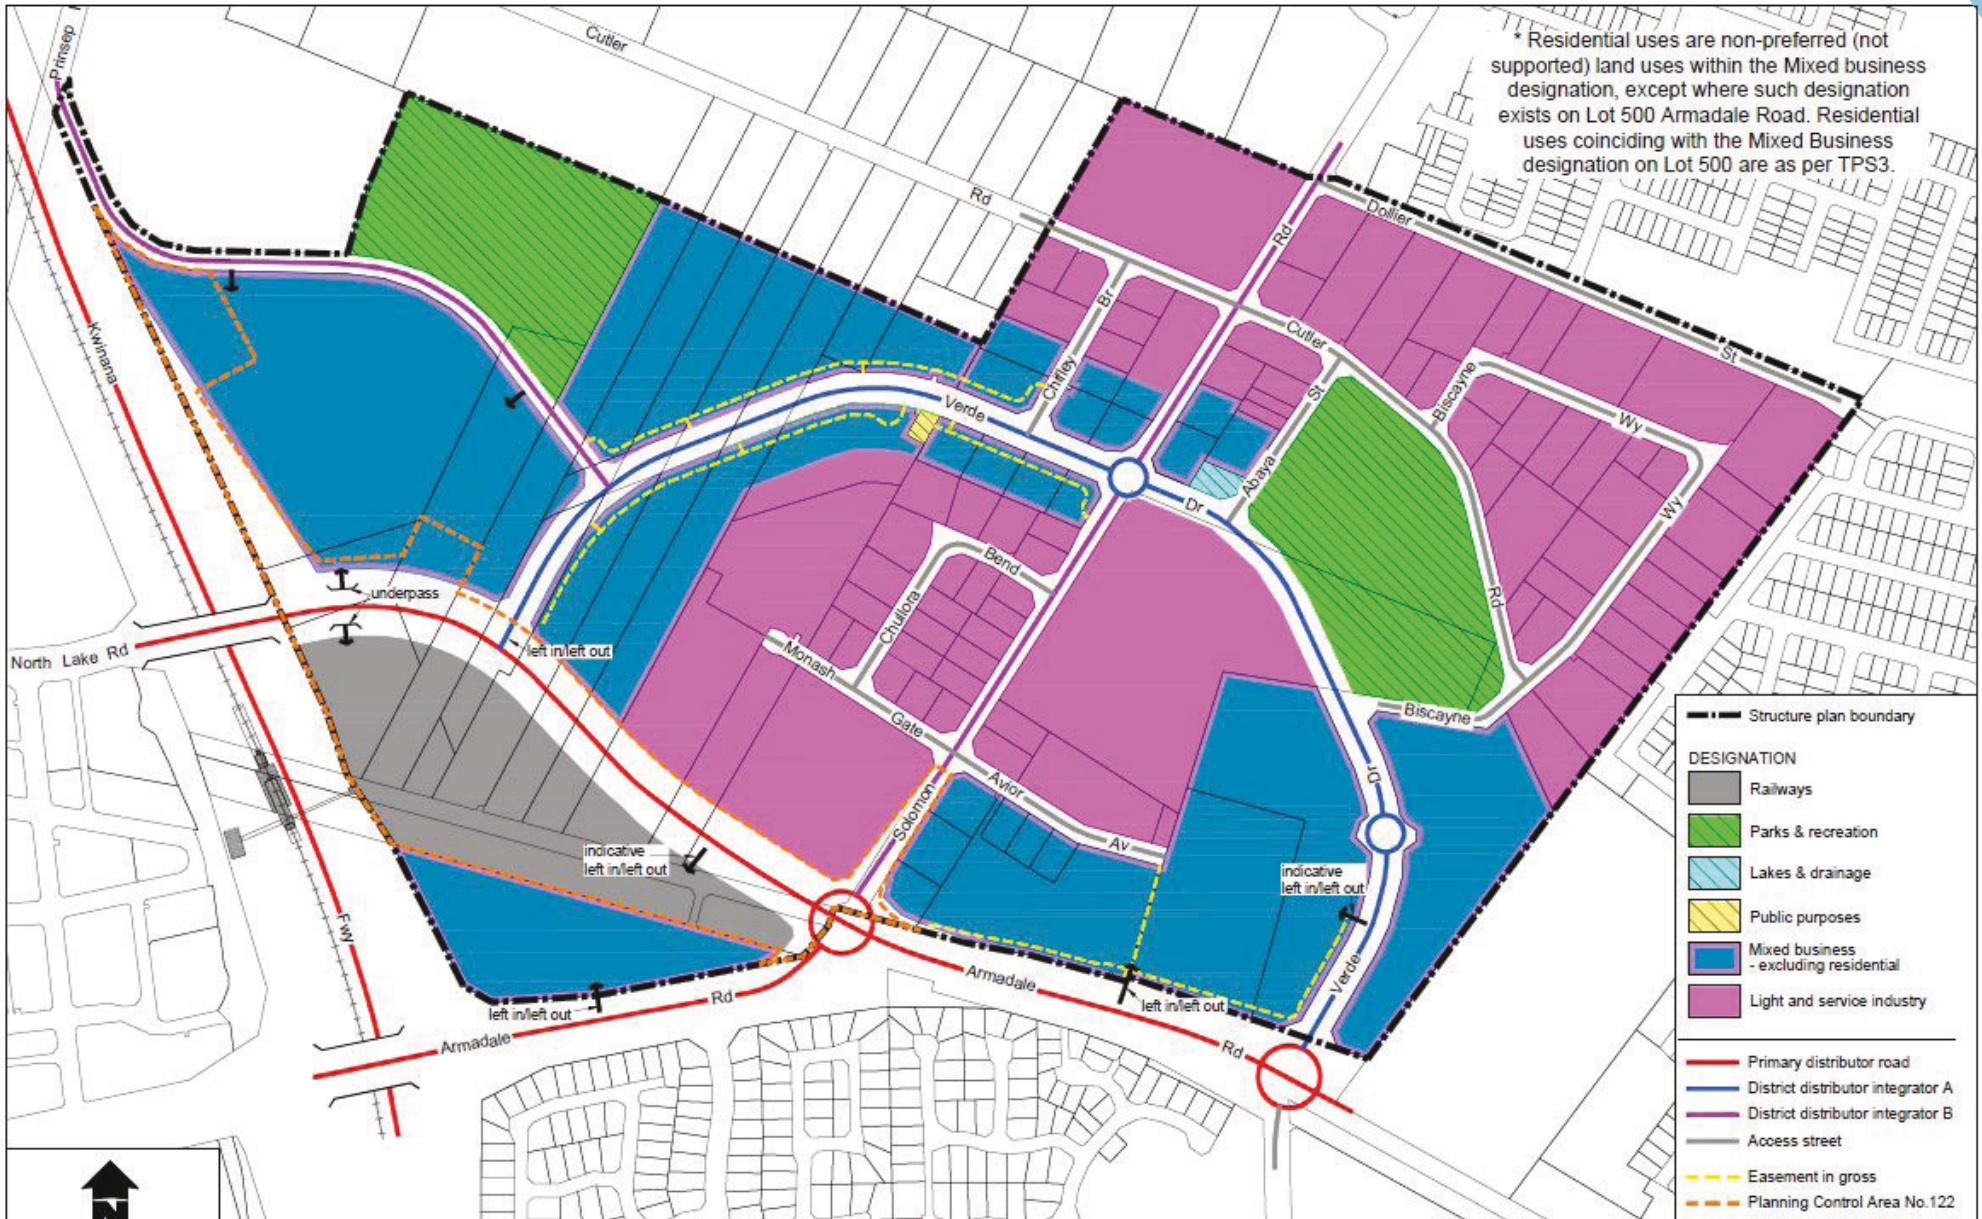 Prinsep
Cutler
* Residential uses are non-preferred (not
supported) land uses within the Mixed business
designation, except where such designation
exists on Lot 500 Armadale Road. Residential
uses coinciding with the Mixed Business
designation on Lot 500 are as per TPS3.
Rd
Dollier
Rd
Br
Cutler
St
Kwinana
Chifley
Biscayne
St
Verde
Wy
Abaya
Dr
Wy
Bend
underpass
Rd
Chullora
left in/left out
North Lake Rd
Monash
Gate
Biscayne
Structure plan boundary
DESIGNATION
Railways
Parks & recreation
Lakes & drainage
Public purposes
Mixed business
- excluding residential
Light and service industry
Dr
Avior
Solomon
Av
indicative
left in/left out
indicative
left in/left out
Fwy
Armadale
Verde
Rd
left in/left out
left in/left out
Armadale
Rd
Primary distributor road
District distributor integrator A
District distributor integrator B
Access street
Easement in gross
Planning Control Area No.122
N